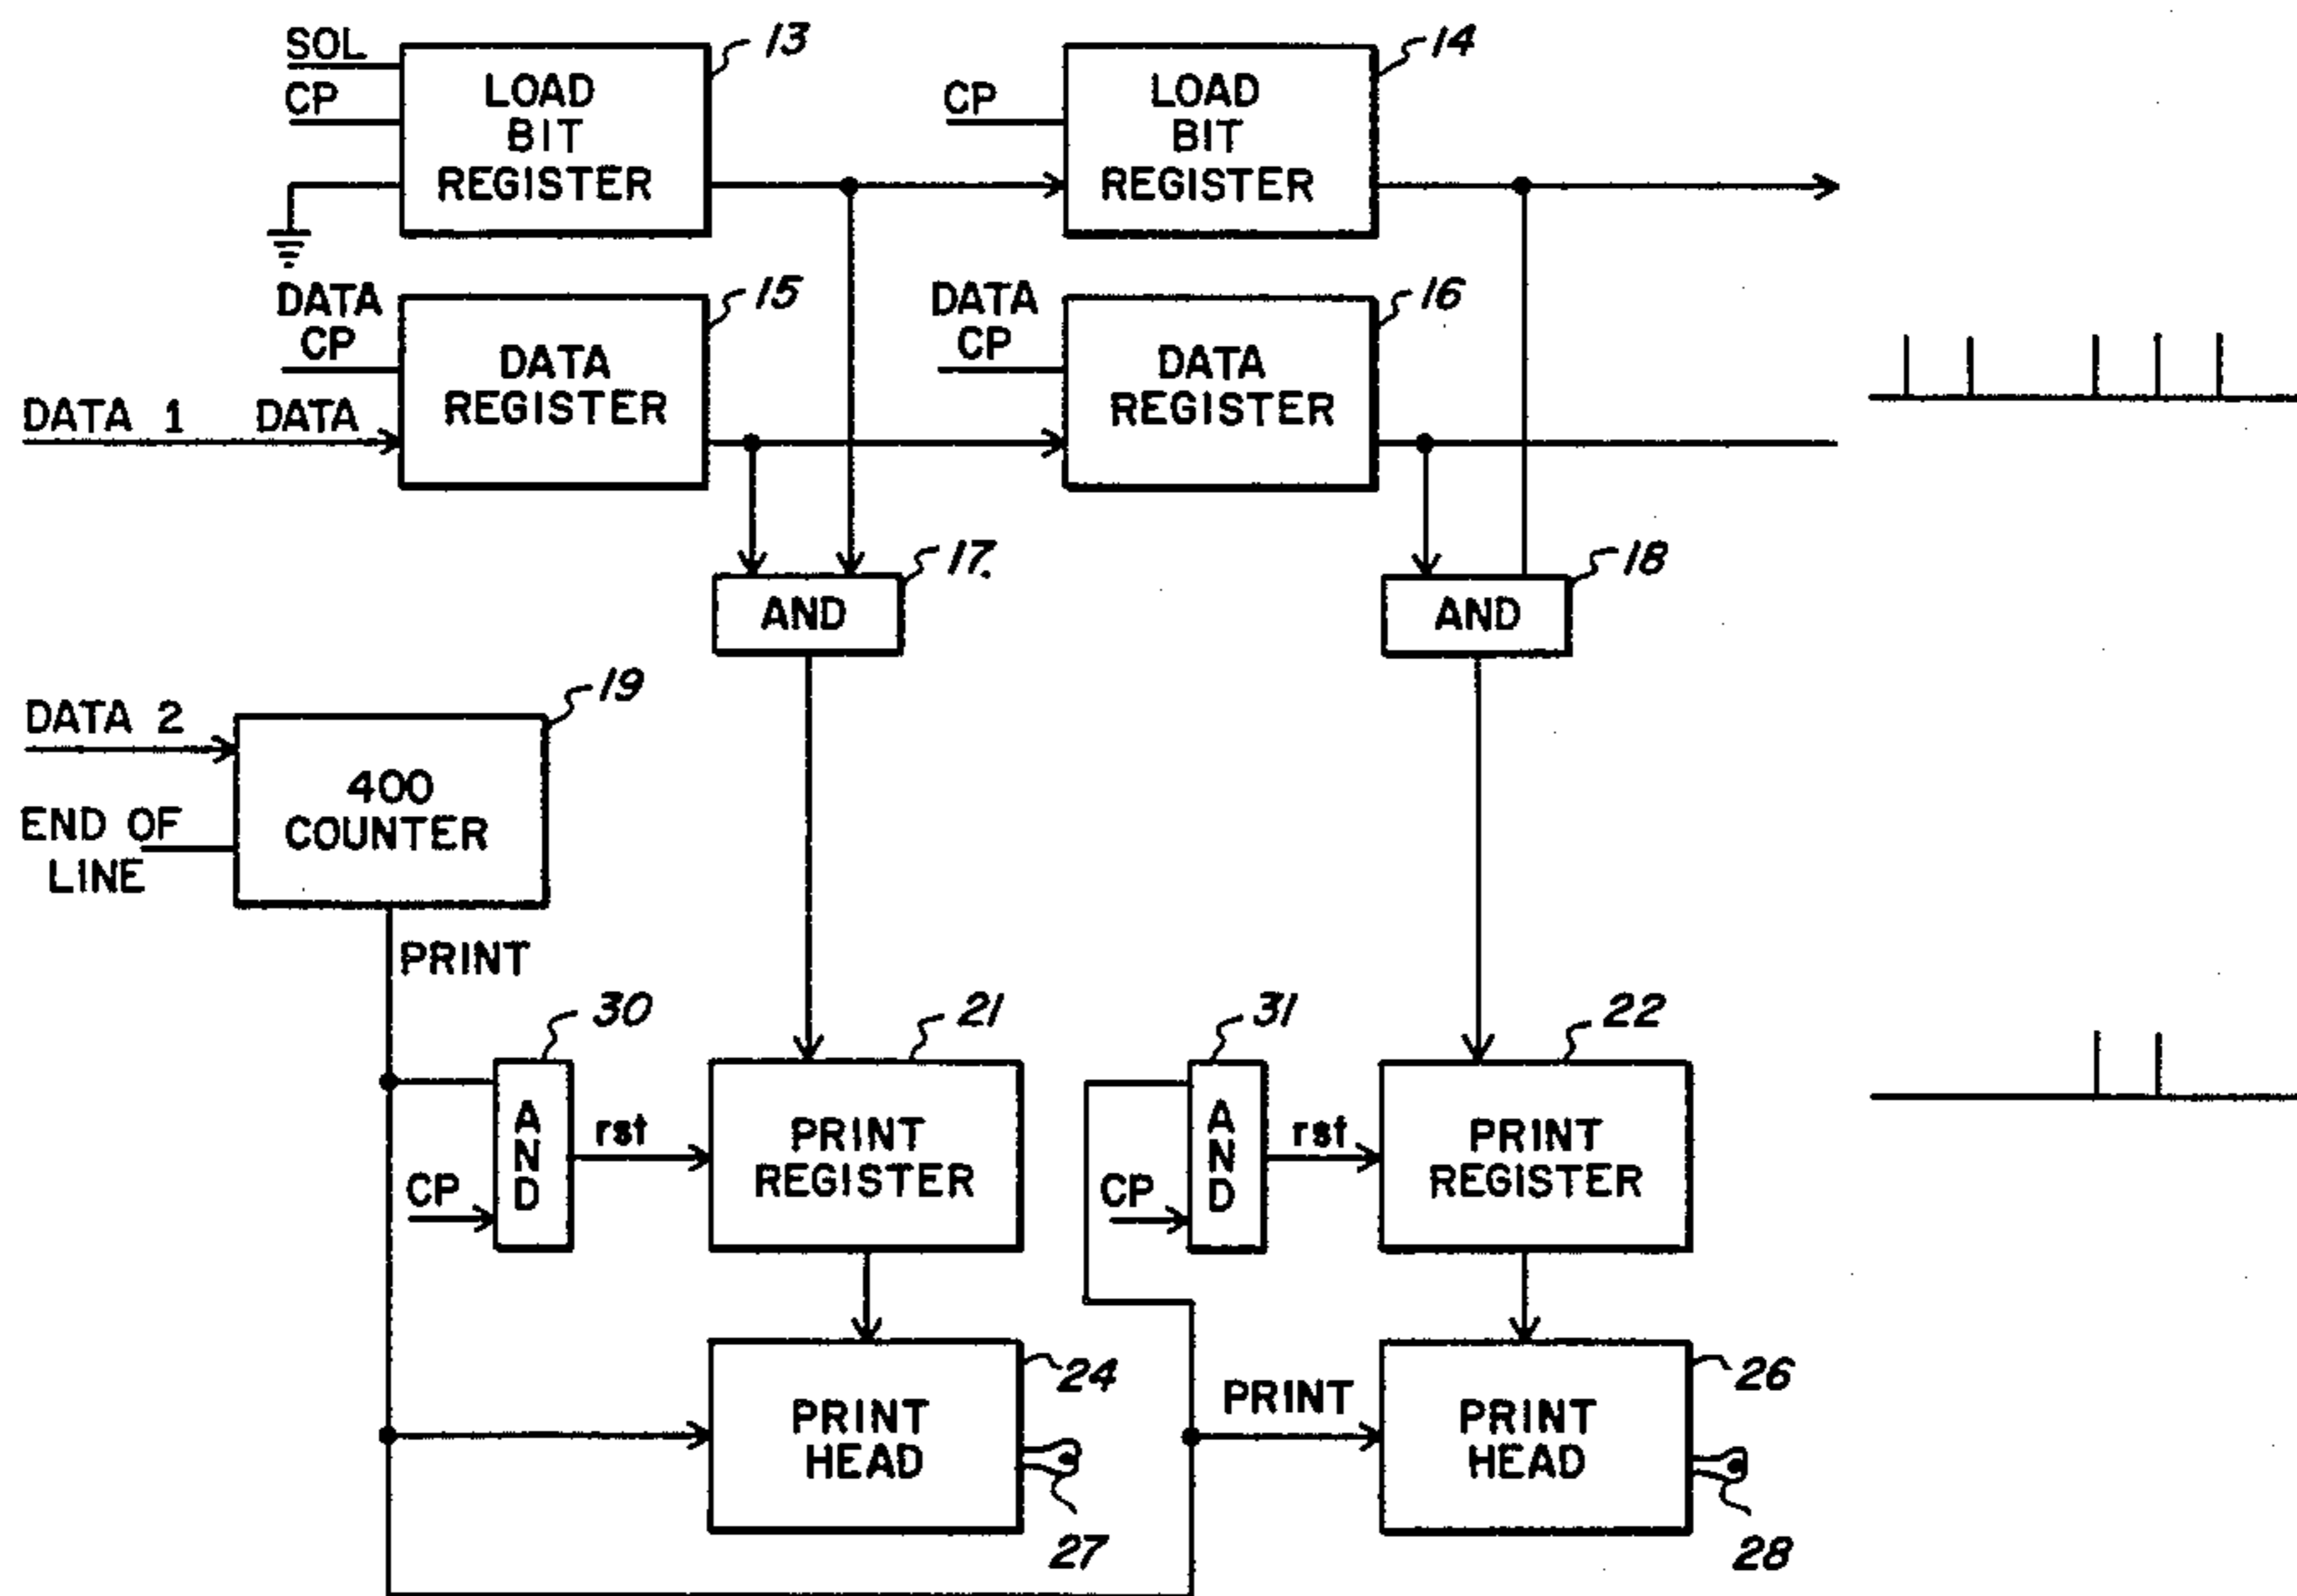 SOL
CP
LOAD
BIT
REGISTER
13
CP
LOAD
BIT
REGISTER
14
DATA
CP
DATA 1 DATA
DATA
REGISTER
15
DATA
CP
DATA
REGISTER
16
AND
17.
AND
18
DATA 2
END OF
LINE
400
COUNTER
19
PRINT
30
AND
CP
rst
21
PRINT
REGISTER
31
AND
CP
rst
22
PRINT
REGISTER
PRINT
HEAD
24
27
PRINT
PRINT
HEAD
26
28